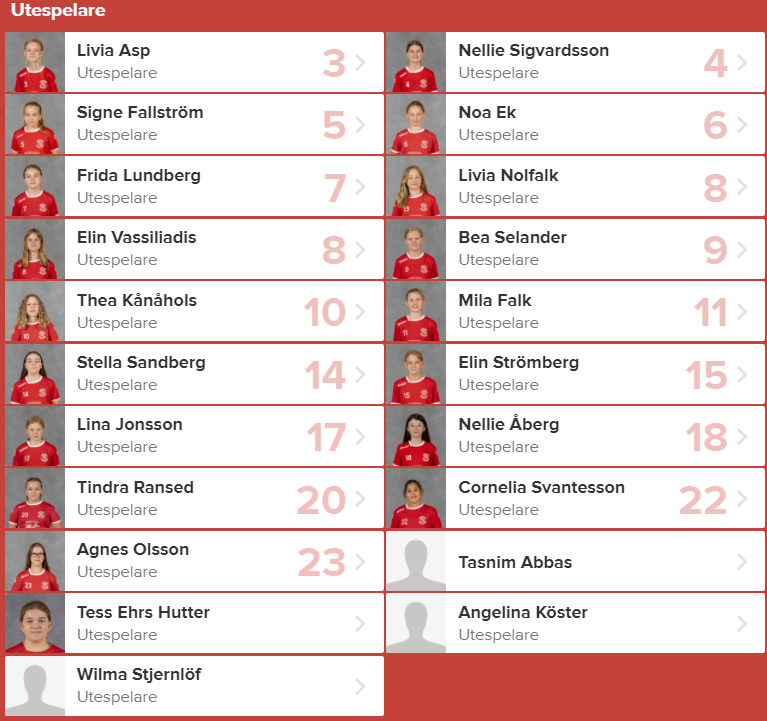 Utespelare
Livia Asp
Utespelare
3
Nellie Sigvardsson
Utespelare
4
Signe Fallström
Utespelare
5
Noa Ek
Utespelare
6
Frida Lundberg
Utespelare
7
Livia Nolfalk
Utespelare
8
Elin Vassiliadis
Utespelare
8
Bea Selander
Utespelare
9
Thea Kånåhols
Utespelare
10
Mila Falk
Utespelare
11
Stella Sandberg
Utespelare
14
Elin Strömberg
Utespelare
15
Lina Jonsson
Utespelare
17
Nellie Åberg
Utespelare
18
Tindra Ransed
Utespelare
20
Cornelia Svantesson
Utespelare
22
Agnes Olsson
Utespelare
23
Tasnim Abbas
Tess Ehrs Hutter
Utespelare
Angelina Köster
Utespelare
Wilma Stjernlöf
Utespelare